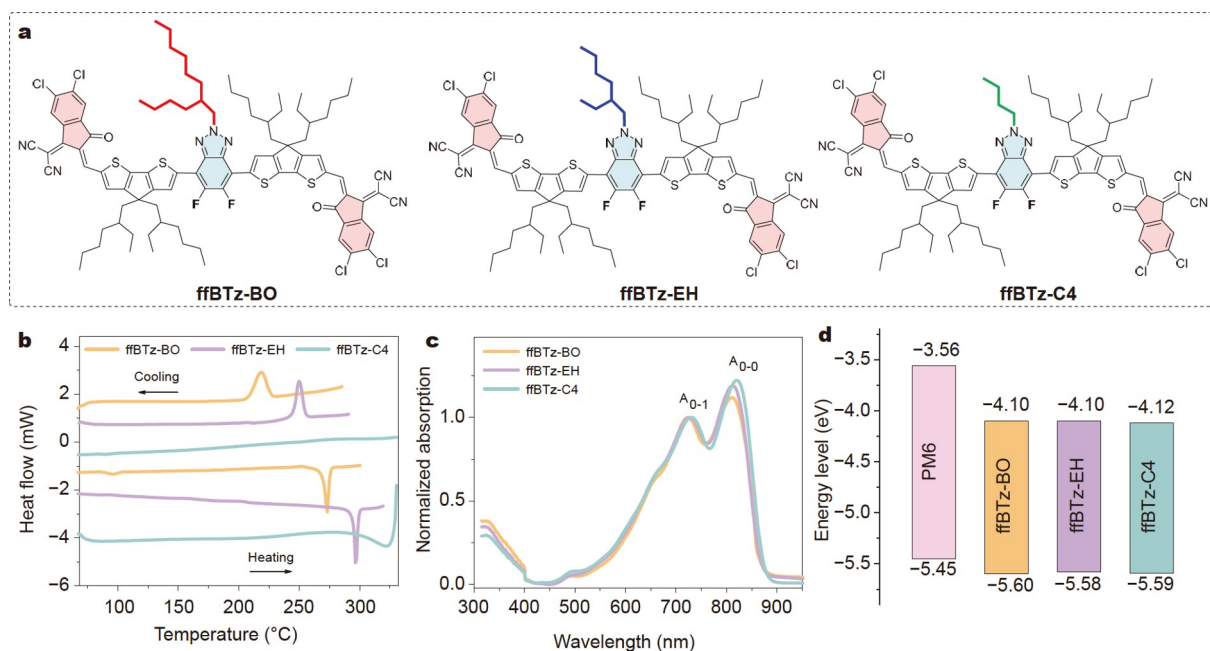 a
Cl
Cl
O
NC
CN
S
S
N
N
N
F
F
S
S
O
CN
CN
Cl
Cl
ffBTz-BO
Cl
Cl
O
NC
CN
S
S
N
N
N
F
F
S
S
O
CN
CN
Cl
Cl
ffBTz-EH
Cl
Cl
O
NC
CN
S
S
N
N
N
F
F
S
S
O
CN
CN
Cl
Cl
ffBTz-C4
b
ffBTz-BO ffBTz-EH ffBTz-C4
Cooling
Heating
Heat flow (mW)
4
2
0
−2
−4
−6
100 150 200 250 300
Temperature (°C)
c
ffBTz-BO
ffBTz-EH
ffBTz-C4
A0-1
A0-0
Normalized absorption
1.0
0.5
0.0
300 400 500 600 700 800 900
Wavelength (nm)
d
Energy level (eV)
−3.5
−4.0
−4.5
−5.0
−5.5
−3.56
PM6
−5.45
−4.10
ffBTz-BO
−5.60
−4.10
ffBTz-EH
−5.58
−4.12
ffBTz-C4
−5.59